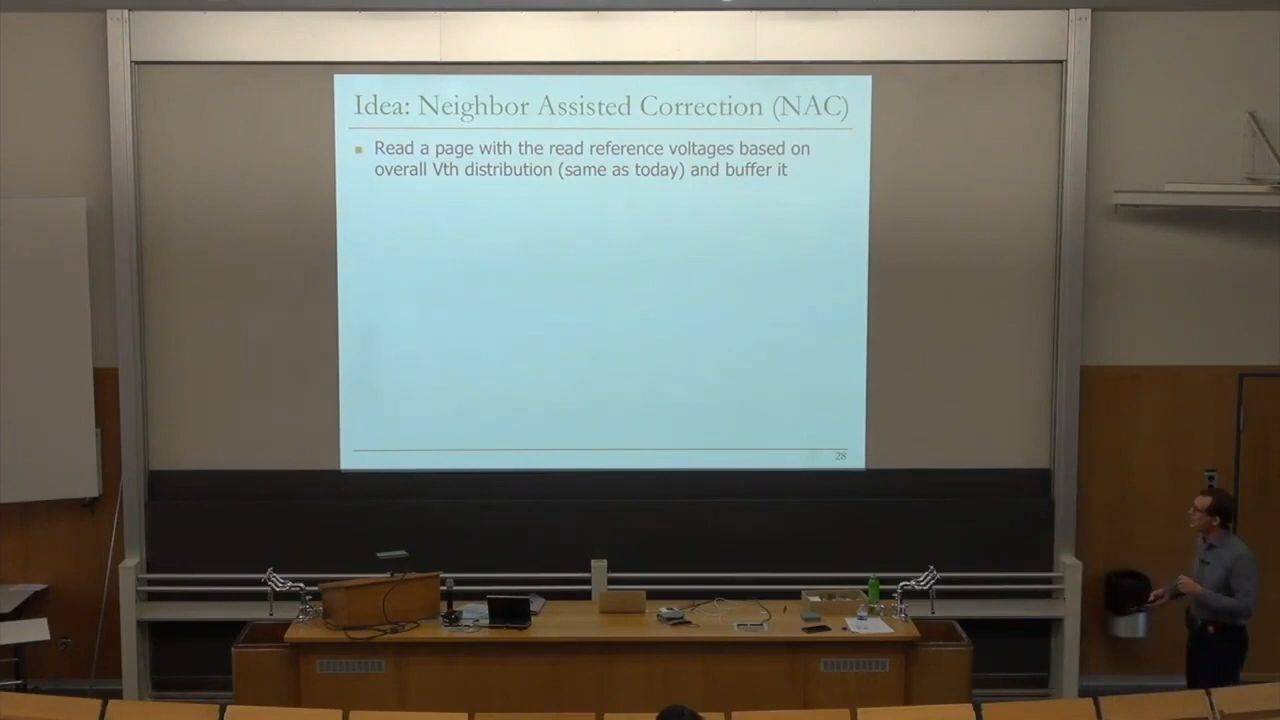 Idea: Neighbor Assisted Correction (NAC)
Read a page with the read reference voltages based on
overall Vth distribution (same as today) and buffer it
28